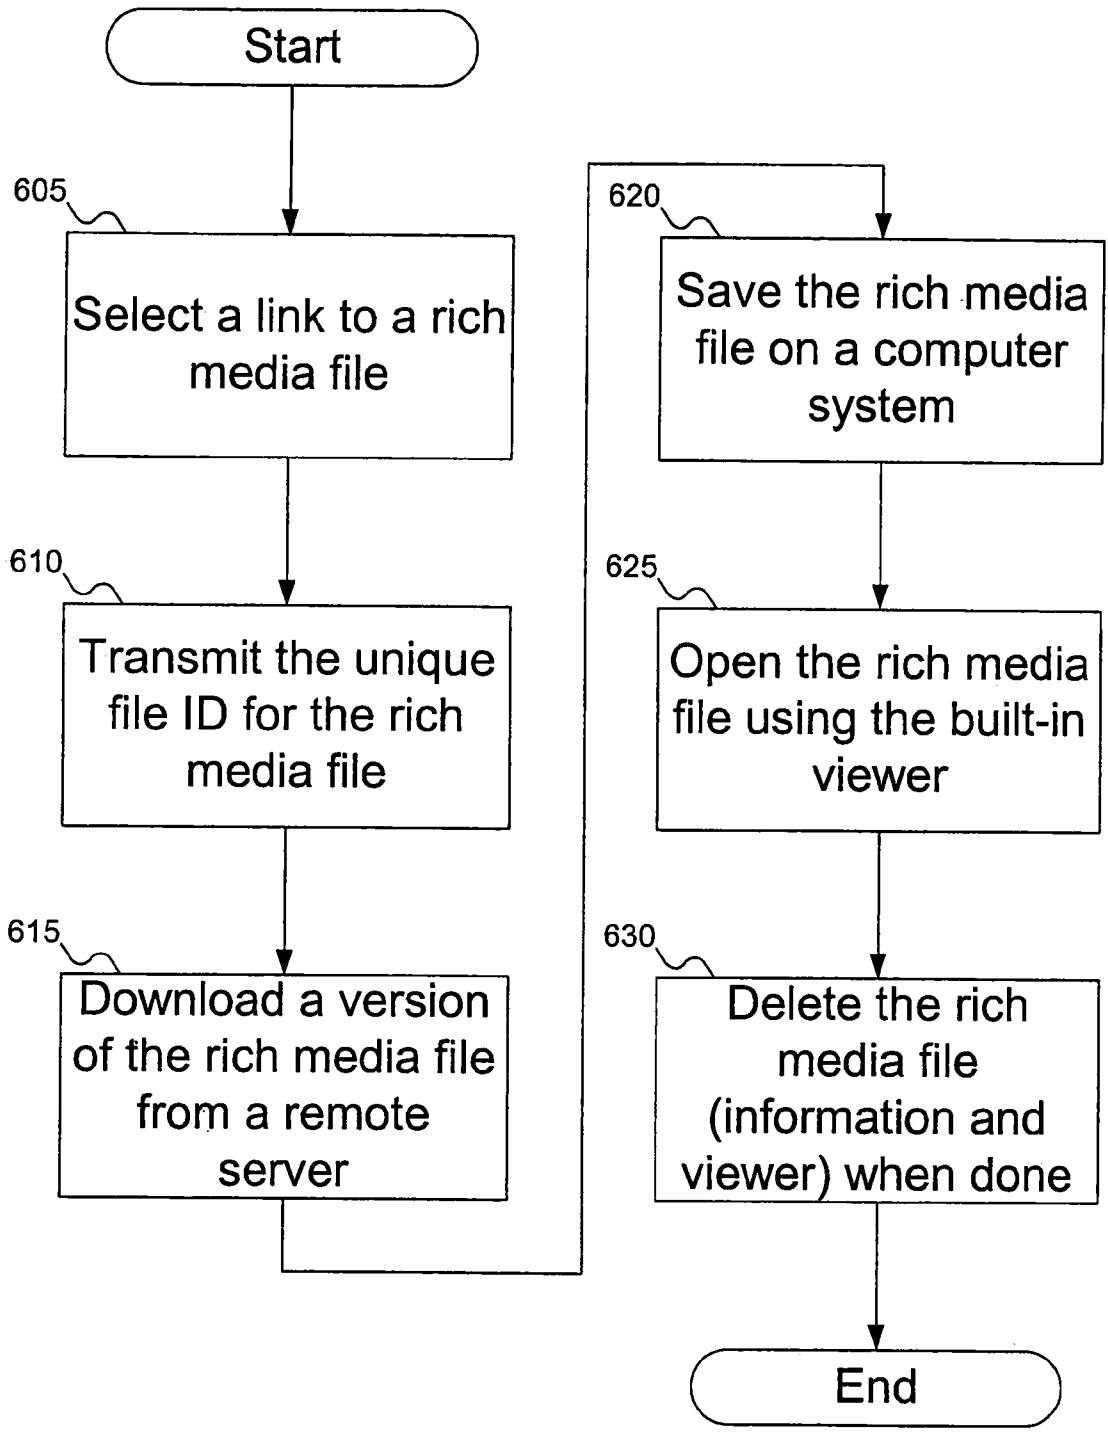 Start
605
Select a link to a rich
media file
610
Transmit the unique
file ID for the rich
media file
615
Download a version
of the rich media file
from a remote
server
620
Save the rich media
file on a computer
system
625
Open the rich media
file using the built-in
viewer
630
Delete the rich
media file
(information and
viewer) when done
End